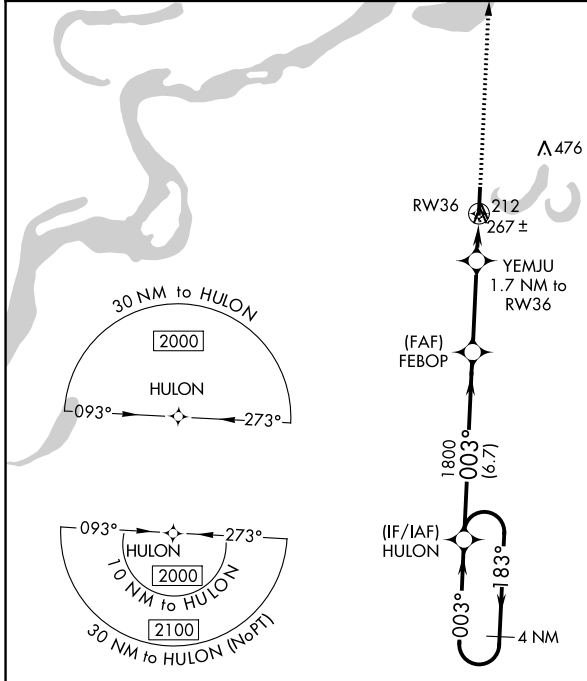 476
RW36
212
267 ±
YEMJU
1.7 NM to
RW36
30 NM to HULON
2000
HULON
093°
273°
(FAF)
FEBOP
1800
003°
(6.7)
093°
273°
HULON
2000
10 NM to HULON
2100
30 NM to HULON (NoPT)
(IF/IAF)
HULON
183°
003°
4 NM